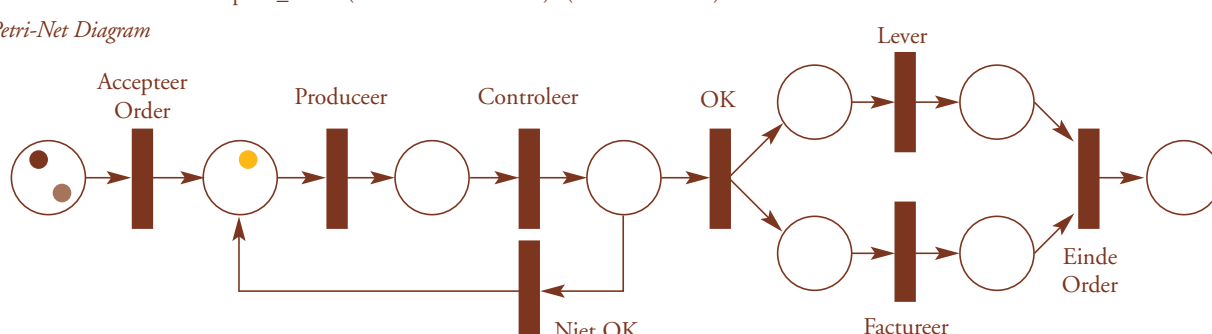 Petri-Net Diagram
Lever
Accepteer
Order
Produceer
Controleer
OK
Einde
Order
Niet OK
Factureer